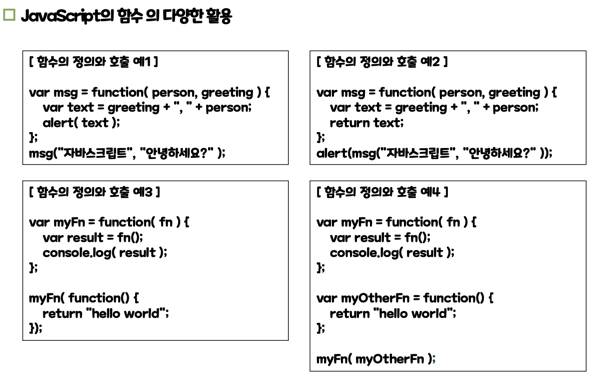 JavaScript의 함수 의 다양한 활용
[ 함수의 정의와 호출 예1 ]
var msg = function( person, greeting ) {
var text = greeting + ", " + person;
alert( text );
};
msg("자바스크립트", "안녕하세요?" );
[ 함수의 정의와 호출 예2 ]
var msg = function( person, greeting ) {
var text = greeting + ", " + person;
return text;
};
alert(msg("자바스크립트", "안녕하세요?" ));
[ 함수의 정의와 호출 예3 ]
var myFn = function( fn ) {
var result = fn();
console.log( result );
};
myFn( function() {
return "hello world";
});
[ 함수의 정의와 호출 예4 ]
var myFn = function( fn ) {
var result = fn();
console.log( result );
};
var myOtherFn = function() {
return "hello world";
};
myFn( myOtherFn );